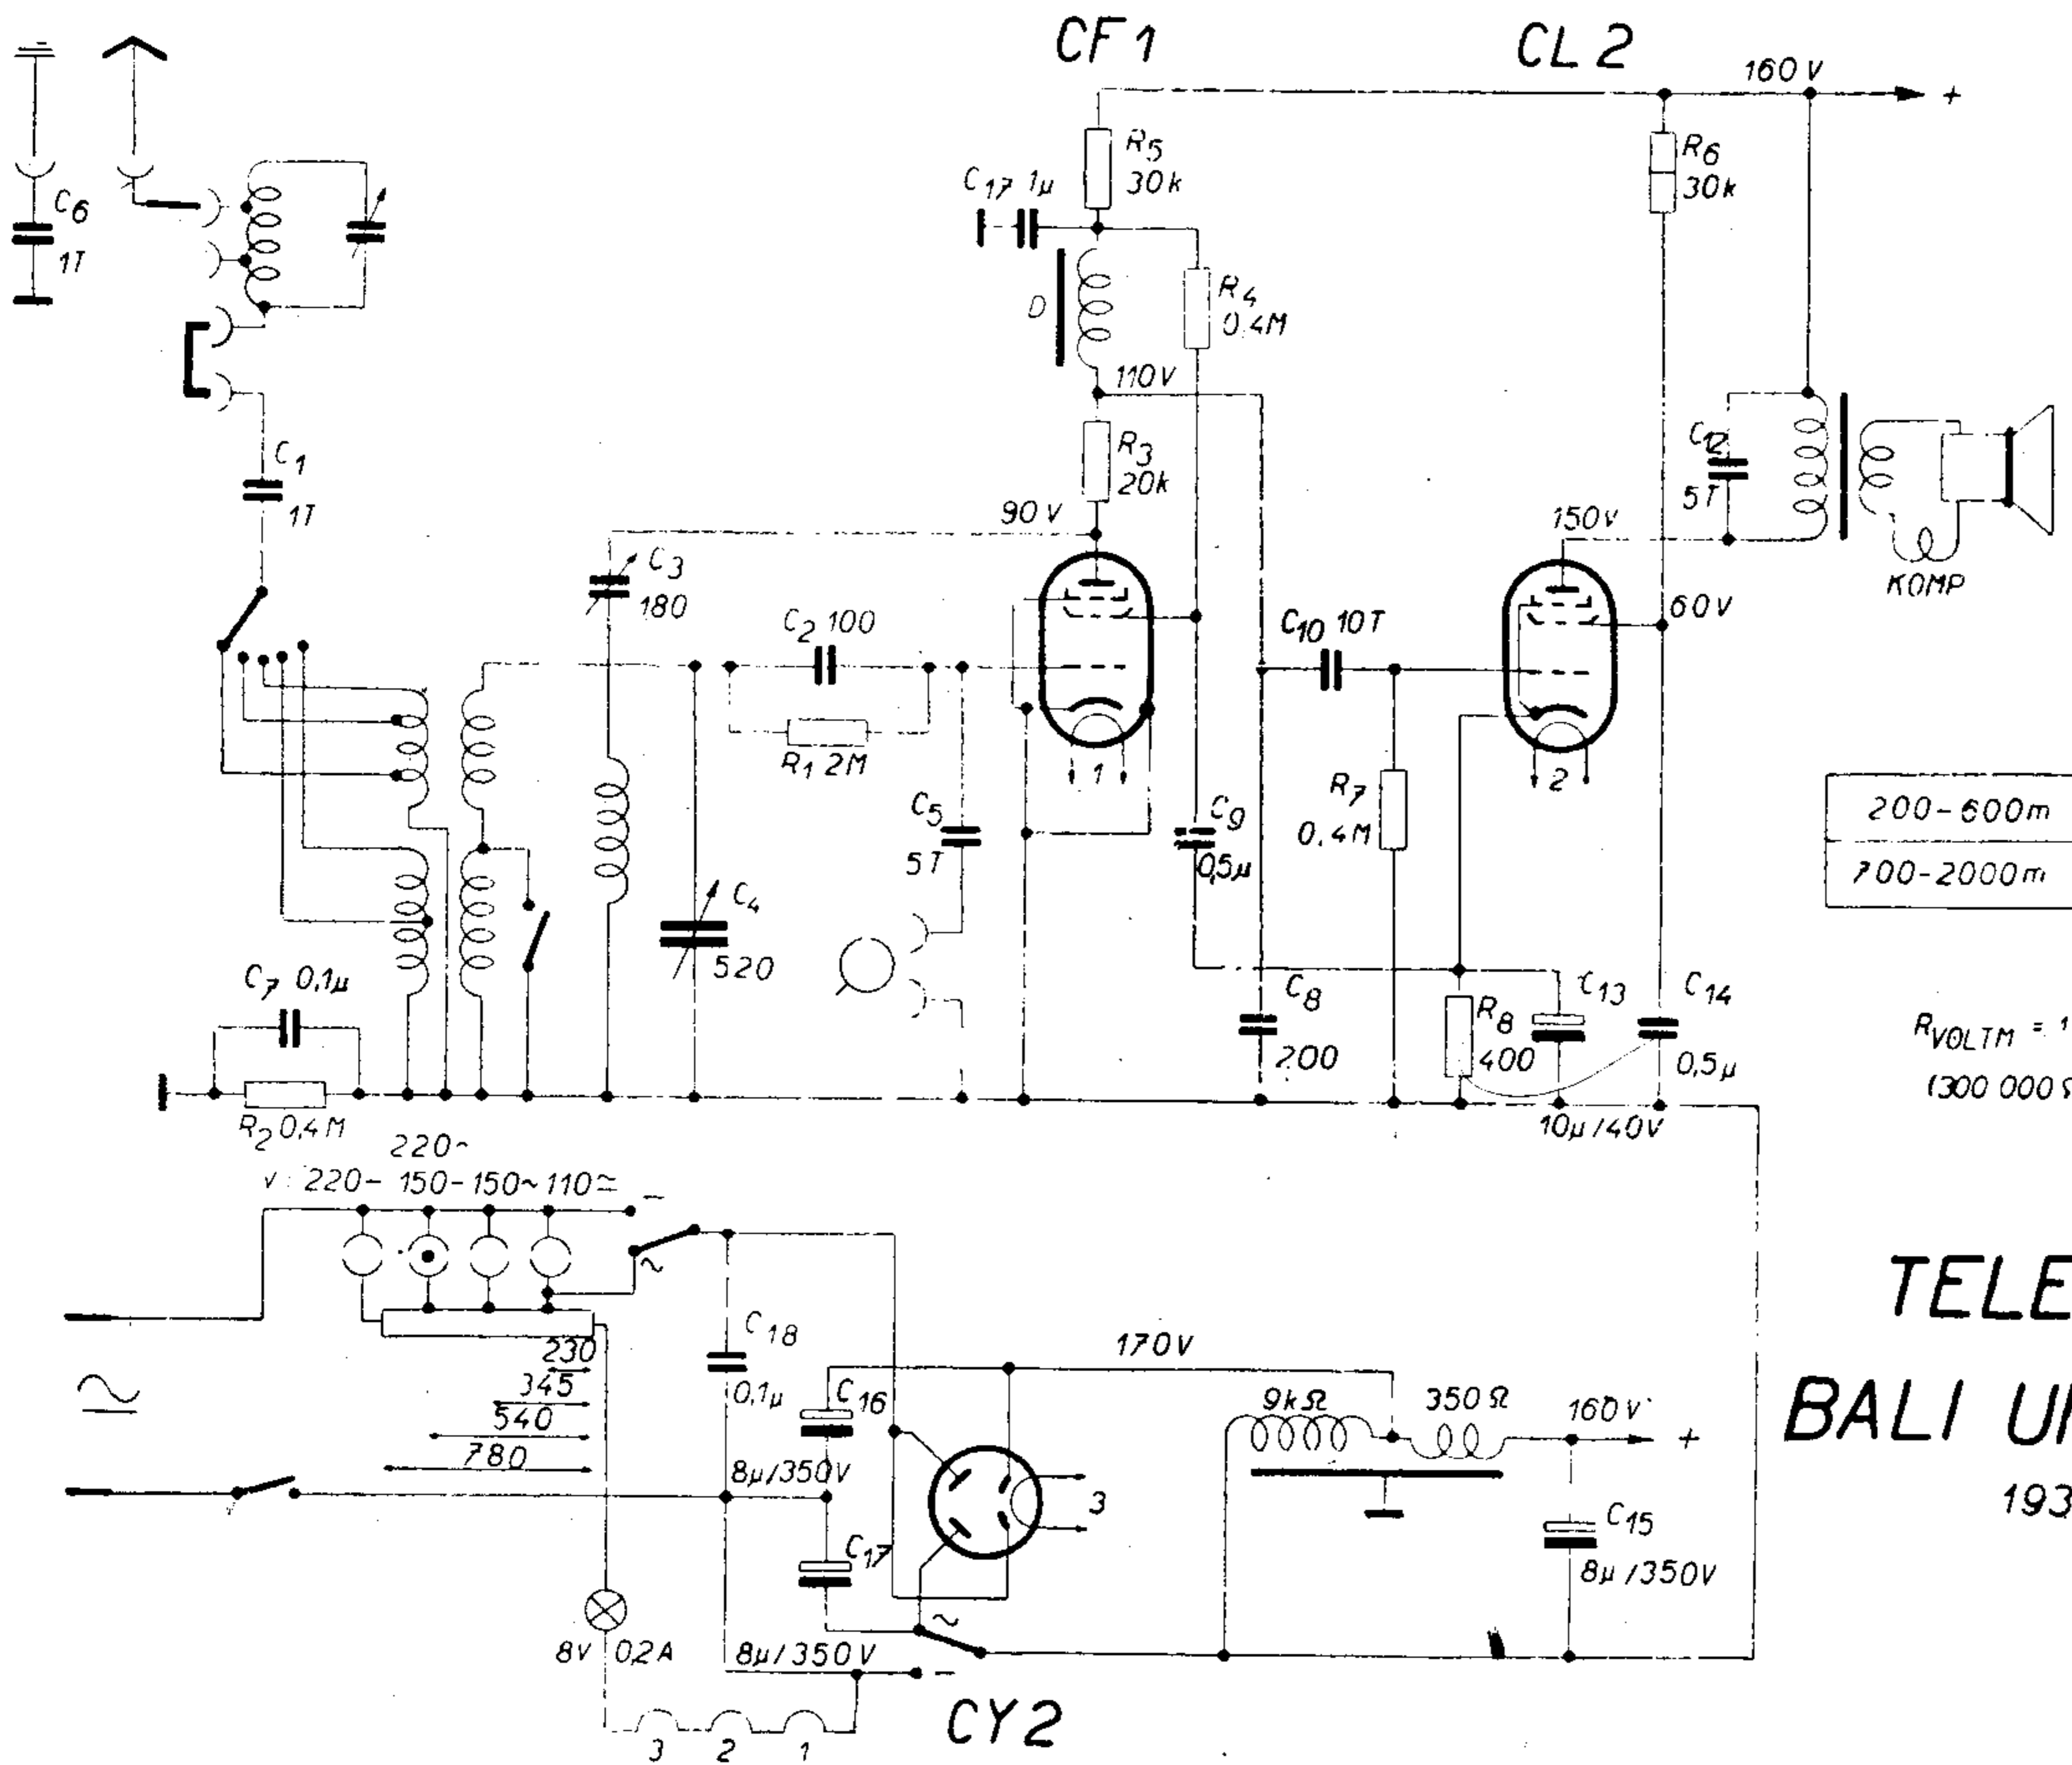 CF1
CL2
160V
+
R5
30k
R6
30k
C17 1μ
C6
1T
D
R4
0,4M
110V
R3
20k
C1
1T
C12
5T
90V
150V
KOMP
C3
180
60V
C2 100
C10 10T
R1 2M
1
2
C5
5T
C9
0,5μ
R7
0,4M
200-600m
700-2000m
C4
520
C7 0,1μ
C8
200
R8
400
C13
C14
0,5μ
10μ/40V
RVOLTM = 1
(300 000 Ω
R2 0,4M
220~
V: 220- 150-150~110≂
-
~
230
345
540
780
C18
0,1μ
C16
8μ/350V
170V
9kΩ
350Ω
160V
+
3
C17
8μ/350V
~
-
C15
8μ/350V
8V 0,2A
3
2
1
CY2
TELE
BALI
193